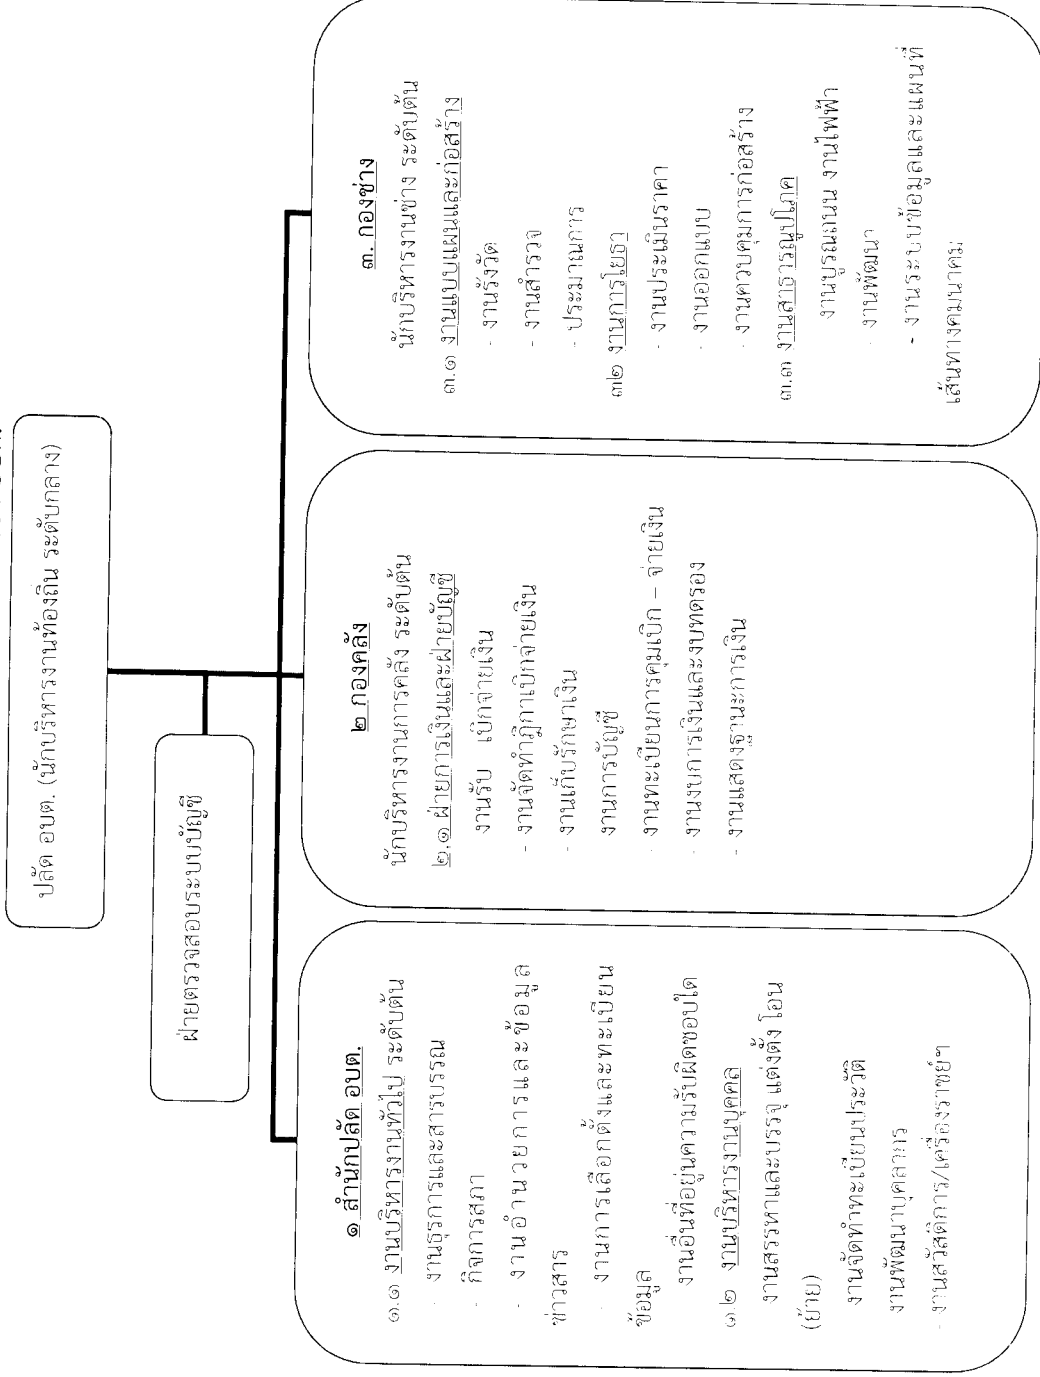 ปลัด อบต. (นักบริหารงานท้องถิ่น ระดับกลาง)
ฝ่ายตรวจสอบระบบบัญชี
๑ สำนักปลัด อบต.
๑.๑ งานบริหารงานทั่วไป ระดับต้น
- งานธุรการและสารบรรณ
- กิจการสภา
- งานอำนวยการและข้อมูล
ข่าวสาร
- งานการเลือกตั้งและทะเบียน
ข้อมูล
งานอื่นที่อยู่นความรับผิดชอบใด
๑.๒ งานบริหารงานบุคคล
งานสรรหาและบรรจุ แต่งตั้ง โอน
(ย้าย)
งานจัดทำทะเบียนประวัติ
งานพัฒนาบุคลากร
- งานสวัสดิการ/เครื่องราชย์ฯ
๒ กองคลัง
นักบริหารงานการคลัง ระดับต้น
๒.๑ ฝ่ายการเงินและฝ่ายบัญชี
งานรับ เบิกจ่ายเงิน
- งานจัดทำฎีกาเบิกจ่ายเงิน
- งานเก็บรักษาเงิน
งานการบัญชี
- งานทะเบียนการคุมเบิก – จ่ายเงิน
- งานงบการเงินและงบทดรอง
- งานแสดงฐานะการเงิน
๓. กองช่าง
นักบริหารงานช่าง ระดับต้น
๓.๑ งานแบบแผนและก่อสร้าง
- งานรังวัด
- งานสำรวจ
- ประมาณการ
๓๒ งานการโยธา
- งานประเมินราคา
- งานออกแบบ
- งานควบคุมการก่อสร้าง
๓.๓ งานสาธารณูปโภค
งานบูรณถนน งานไฟฟ้า
- งานพัฒนา
- งานระบบข้อมูลและแผนที่
เส้นทางคมนาคม